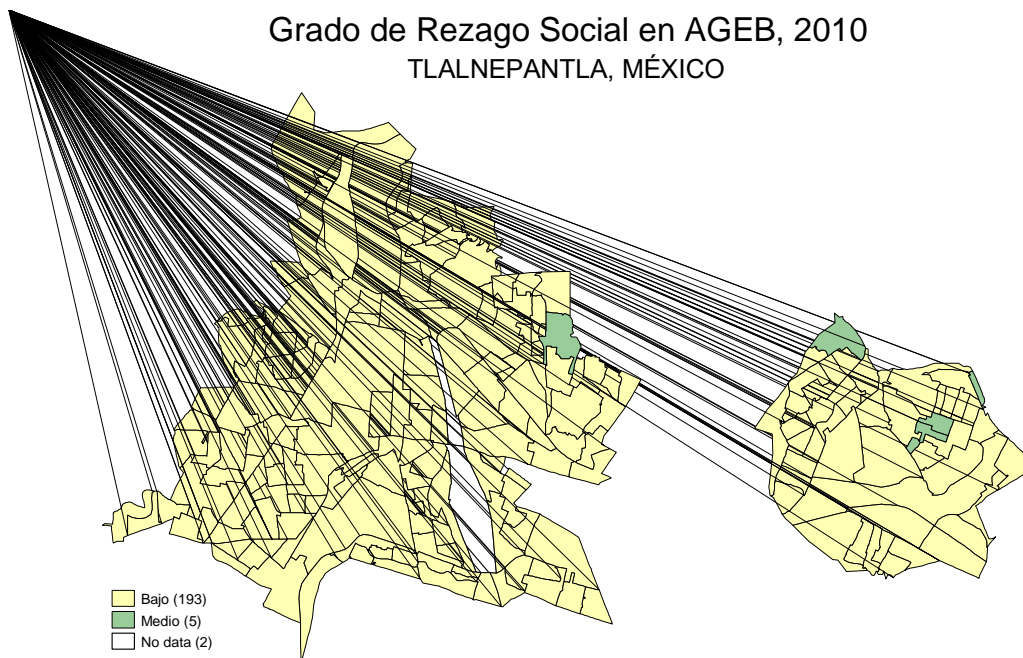 Grado de Rezago Social en AGEB, 2010
TLALNEPANTLA, MÉXICO
Bajo (193)
Medio (5)
No data (2)